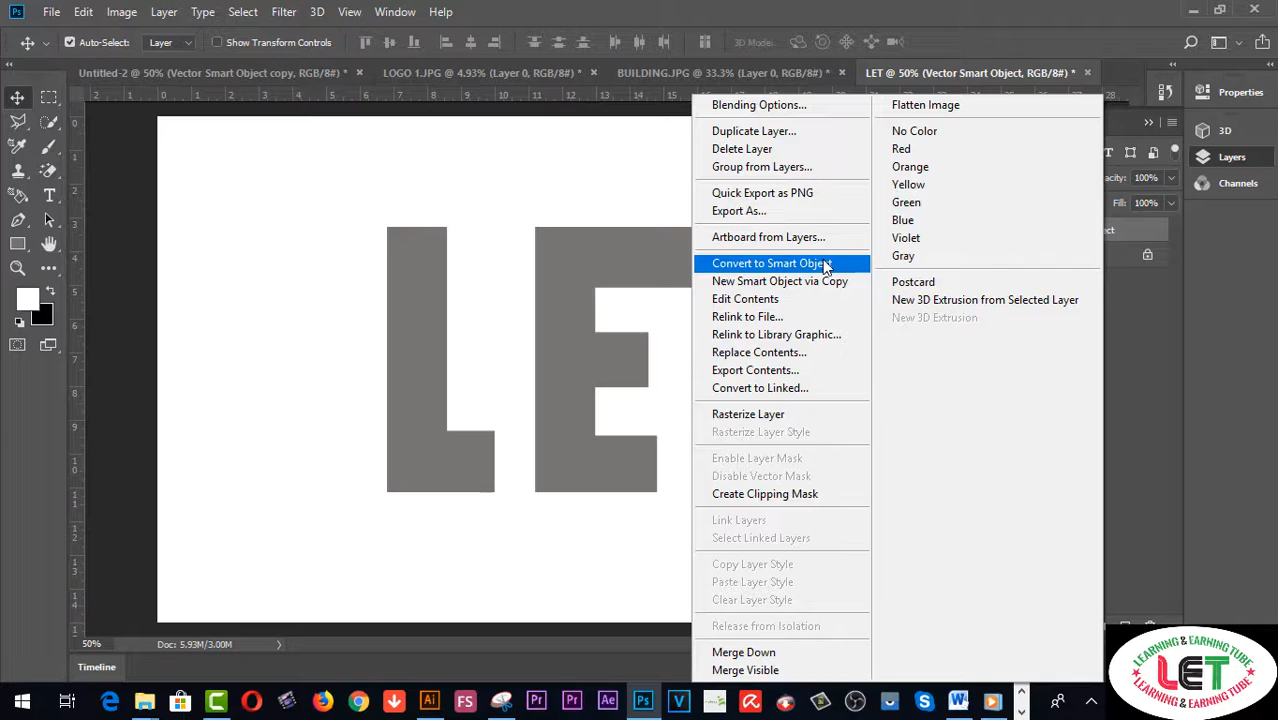 Ps File Edit Image Layer Type Select Filter 3D View Window Help
Auto-Select: Layer Show Transform Controls 3D Mode:
Untitled-2 @ 50% (Vector Smart Object copy, RGB/8#) * LOGO 1.JPG @ 4.93% (Layer 0, RGB/8#) * BUILDING.JPG @ 33.3% (Layer 0, RGB/8#) * LET @ 50% (Vector Smart Object, RGB/8#) *
LE
Blending Options...
Duplicate Layer...
Delete Layer
Group from Layers...
Quick Export as PNG
Export As...
Artboard from Layers...
Convert to Smart Object
New Smart Object via Copy
Edit Contents
Relink to File...
Relink to Library Graphic...
Replace Contents...
Export Contents...
Convert to Linked...
Rasterize Layer
Rasterize Layer Style
Enable Layer Mask
Disable Vector Mask
Create Clipping Mask
Link Layers
Select Linked Layers
Copy Layer Style
Paste Layer Style
Clear Layer Style
Release from Isolation
Merge Down
Merge Visible
Flatten Image
No Color
Red
Orange
Yellow
Green
Blue
Violet
Gray
Postcard
New 3D Extrusion from Selected Layer
New 3D Extrusion
Properties
3D
Layers
Channels
100%
Fill: 100%
50% Doc: 5.93M/3.00M
Timeline
LEARNING & EARNING TUBE
LET
LEARNING & EARNING TUBE